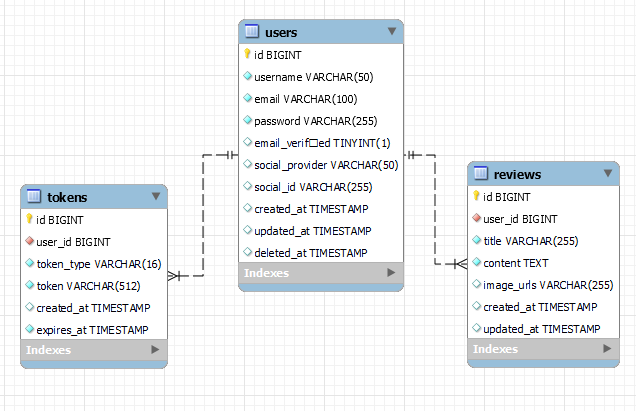 users
id BIGINT
username VARCHAR(50)
email VARCHAR(100)
password VARCHAR(255)
email_verif□ed TINYINT(1)
social_provider VARCHAR(50)
social_id VARCHAR(255)
created_at TIMESTAMP
updated_at TIMESTAMP
deleted_at TIMESTAMP
Indexes
tokens
id BIGINT
user_id BIGINT
token_type VARCHAR(16)
token VARCHAR(512)
created_at TIMESTAMP
expires_at TIMESTAMP
Indexes
reviews
id BIGINT
user_id BIGINT
title VARCHAR(255)
content TEXT
image_urls VARCHAR(255)
created_at TIMESTAMP
updated_at TIMESTAMP
Indexes